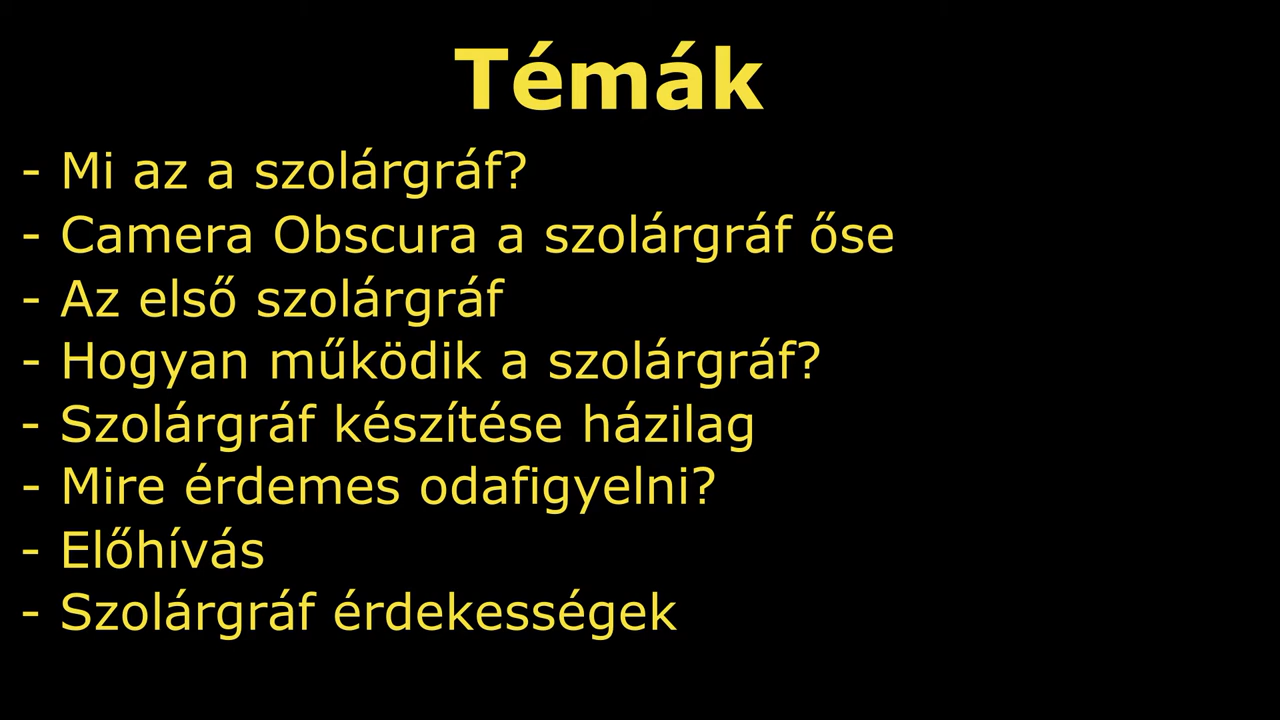 Témák
- Mi az a szolárgráf?
- Camera Obscura a szolárgráf őse
- Az első szolárgráf
- Hogyan működik a szolárgráf?
- Szolárgráf készítése házilag
- Mire érdemes odafigyelni?
- Előhívás
- Szolárgráf érdekességek